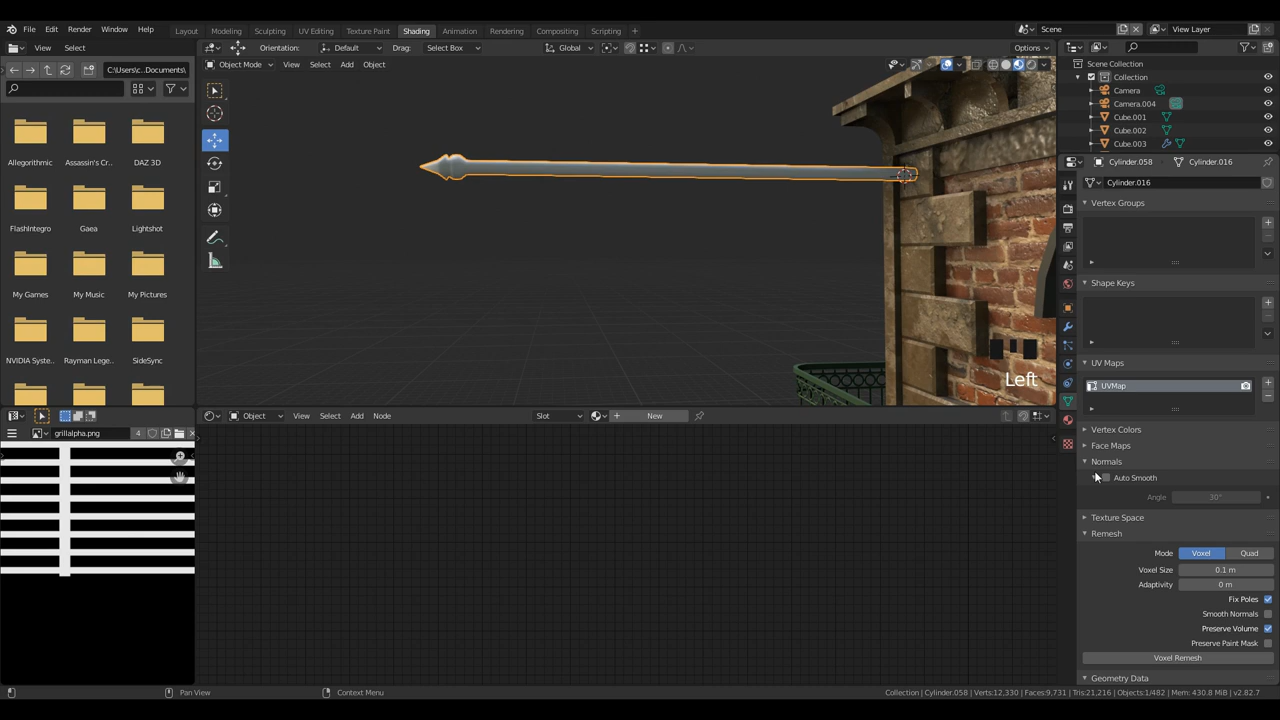 File Edit Render Window Help Layout Modeling Sculpting UV Editing Texture Paint Shading Animation Rendering Compositing Scripting + Scene View Layer
View Select Orientation: Default Drag: Select Box Global Options
C:\Users\c..Documents\ Object Mode View Select Add Object
Scene Collection
Collection
Camera
Camera.004
Cube.001
Cube.002
Cube.003
Allegorithmic Assassin's Cr.. DAZ 3D
FlashIntegro Gaea Lightshot
My Games My Music My Pictures
NVIDIA Syste.. Rayman Lege.. SideSync
Cylinder.058 Cylinder.016
Cylinder.016
Vertex Groups
Shape Keys
UV Maps
UVMap
Vertex Colors
Face Maps
Normals
Auto Smooth
Angle 30°
Texture Space
Remesh
Mode Voxel Quad
Voxel Size 0.1 m
Adaptivity 0 m
Fix Poles
Smooth Normals
Preserve Volume
Preserve Paint Mask
Voxel Remesh
Geometry Data
Left
Object View Select Add Node Slot + New
grillalpha.png 4
Pan View Context Menu Collection | Cylinder.058 | Verts:12,330 | Faces:9,731 | Tris:21,216 | Objects:1/482 | Mem: 430.8 MiB | v2.82.7